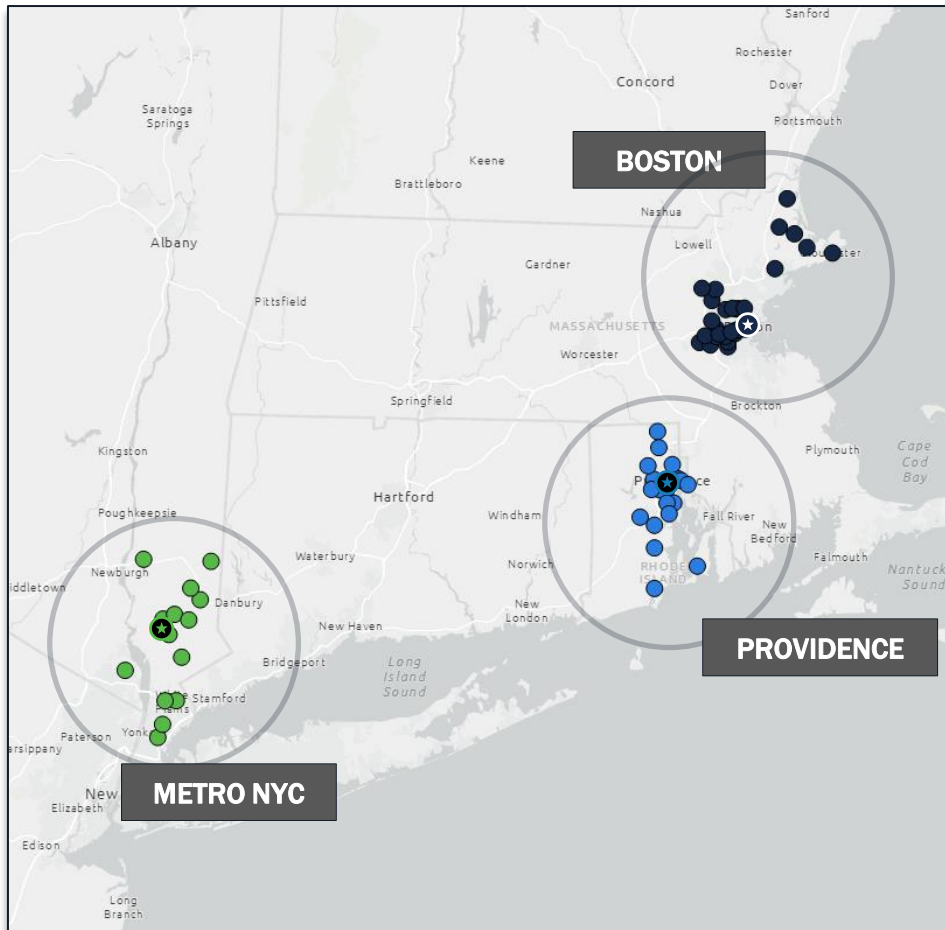 Sanford
Rochester
Concord
Dover
Saratoga
Springs
Portsmouth
BOSTON
Keene
Brattleboro
Nashua
Albany
Lowell
Gardner
Pittsfield
MASSACHUSETTS
Worcester
Springfield
Brockton
Kingston
Plymouth
Cape
Cod
Bay
Hartford
Poughkeepsie
Windham
Fall River
New
Bedford
Waterbury
Norwich
Falmouth
Newburgh
RHODE
ISLAND
Nantuck
Sound
iddletown
Danbury
New
London
New Haven
PROVIDENCE
Bridgeport
Long
Island
Sound
Stamford
Paterson
arsippany
METRO NYC
New
Elizabeth
Edison
Long
Branch